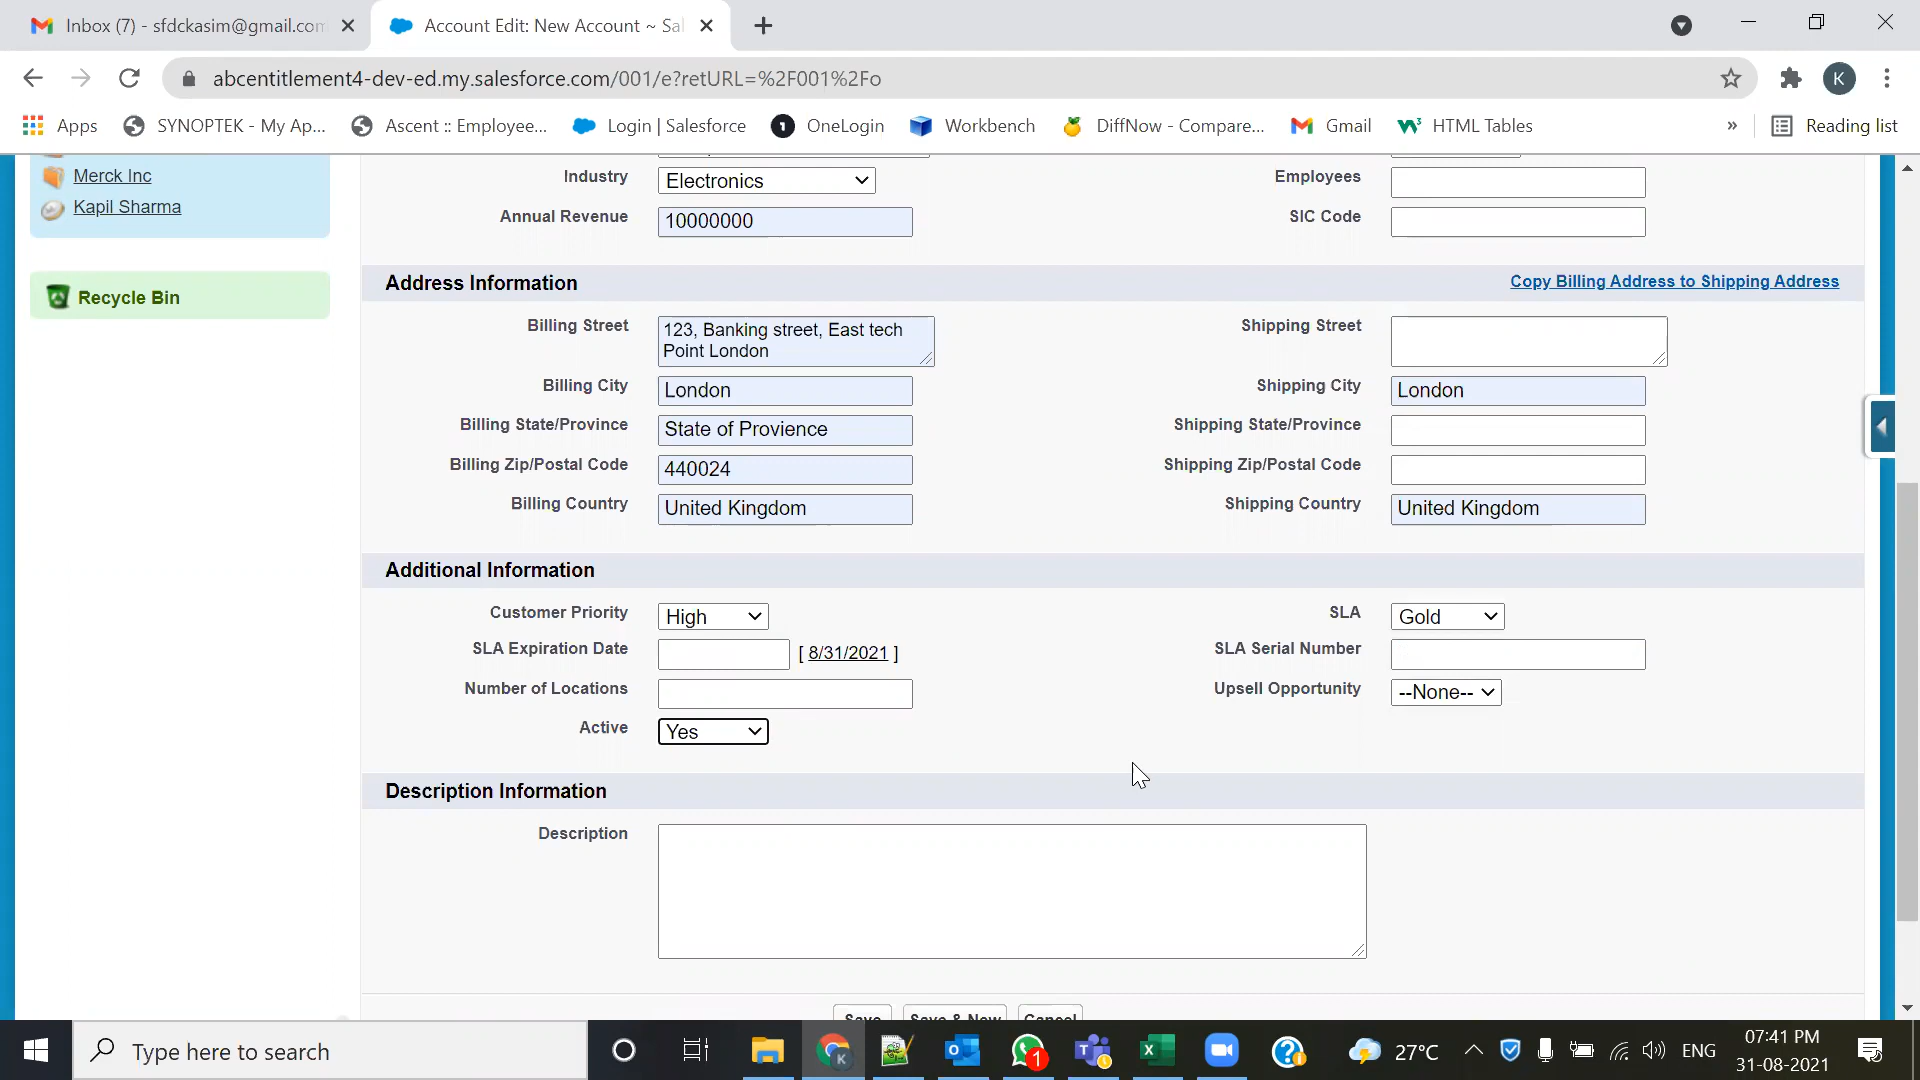 Inbox (7) - sfdckasim@gmail.com
Account Edit: New Account ~ Sal
abcentitlement4-dev-ed.my.salesforce.com/001/e?retURL=%2F001%2Fo
K
Apps
SYNOPTEK - My Ap...
Ascent :: Employee...
Login | Salesforce
1
OneLogin
Workbench
DiffNow - Compare...
Gmail
HTML Tables
»
Reading list
Merck Inc
Kapil Sharma
Recycle Bin
Industry
Electronics
Employees
Annual Revenue
10000000
SIC Code
Address Information
Copy Billing Address to Shipping Address
Billing Street
123, Banking street, East tech
Point London
Shipping Street
Billing City
London
Shipping City
London
Billing State/Province
State of Provience
Shipping State/Province
Billing Zip/Postal Code
440024
Shipping Zip/Postal Code
Billing Country
United Kingdom
Shipping Country
United Kingdom
Additional Information
Customer Priority
High
SLA
Gold
SLA Expiration Date
[ 8/31/2021 ]
SLA Serial Number
Number of Locations
Upsell Opportunity
--None--
Active
Yes
Description Information
Description
Save
Save & New
Cancel
Type here to search
K
1
27°C
ENG
07:41 PM
31-08-2021